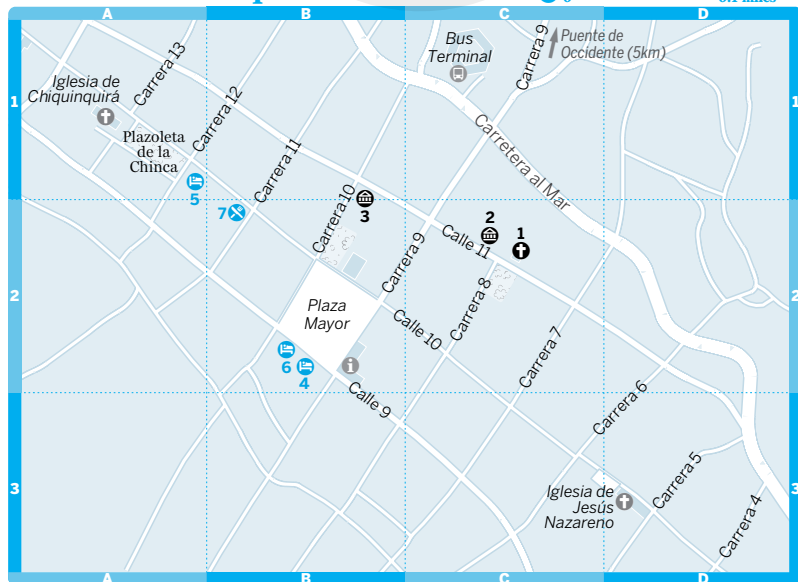 A
B
C
D
Carrera 13
Iglesia de
Chiquinquirá
Carrera 12
Plazoleta
de la
Chinca
Carrera 11
Bus
Terminal
Carrera 9
Puente de
Occidente (5km)
Carretera al Mar
1
1
5
7
Carrera 10
3
2
1
Calle 11
Carrera 9
Carrera 8
2
2
Plaza
Mayor
Calle 10
Carrera 7
6
4
i
Calle 9
Carrera 6
Carrera 5
Carrera 4
3
3
Iglesia de
Jesús
Nazareno
A
B
C
D